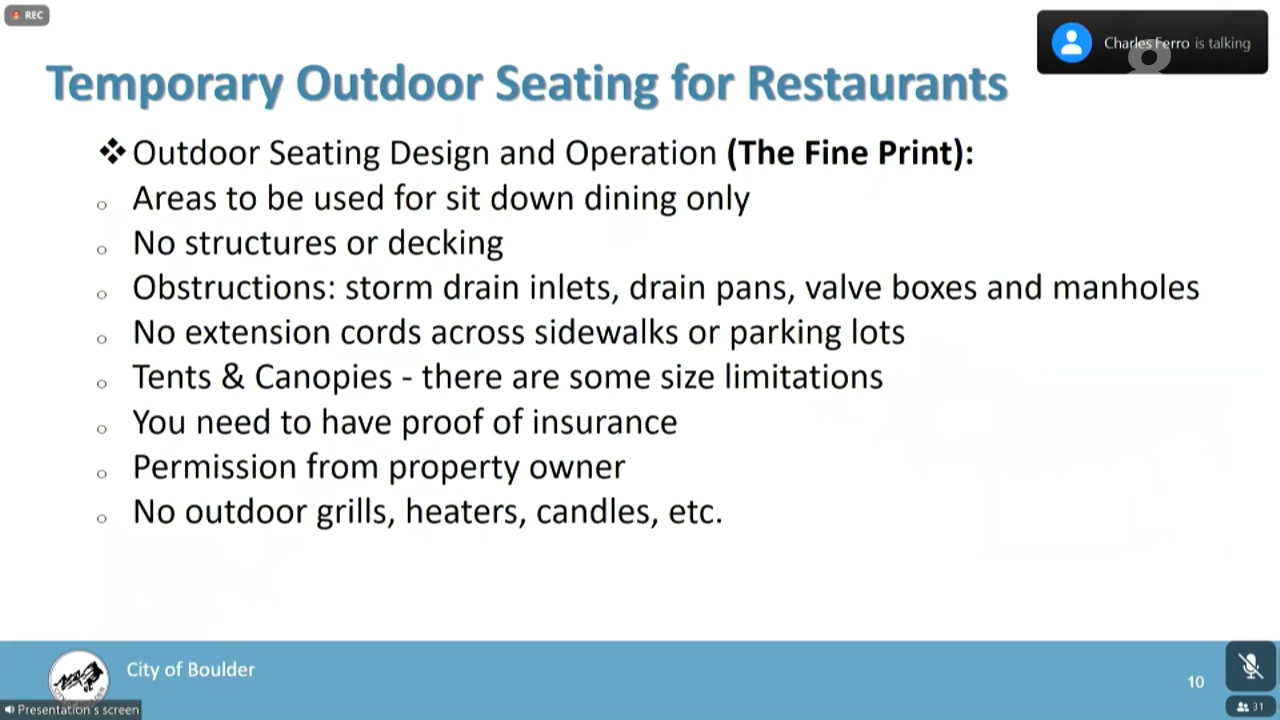 REC
Charles Ferro is talking
8
Temporary Outdoor Seating for Restaurants
❖ Outdoor Seating Design and Operation (The Fine Print):
o Areas to be used for sit down dining only
o No structures or decking
o Obstructions: storm drain inlets, drain pans, valve boxes and manholes
o No extension cords across sidewalks or parking lots
o Tents & Canopies - there are some size limitations
o You need to have proof of insurance
o Permission from property owner
o No outdoor grills, heaters, candles, etc.
City of Boulder
10
Presentation's screen
31